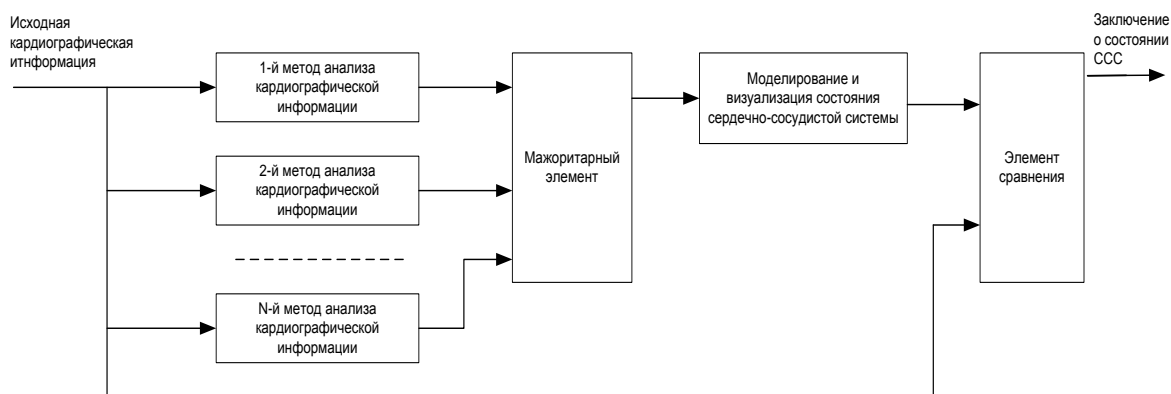 Исходная
кардиографическая
итнформация
1-й метод анализа
кардиографической
информации
2-й метод анализа
кардиографической
информации
N-й метод анализа
кардиографической
информации
Мажоритарный
элемент
Моделирование и
визуализация состояния
сердечно-сосудистой системы
Элемент
сравнения
Заключение
о состоянии
ССС